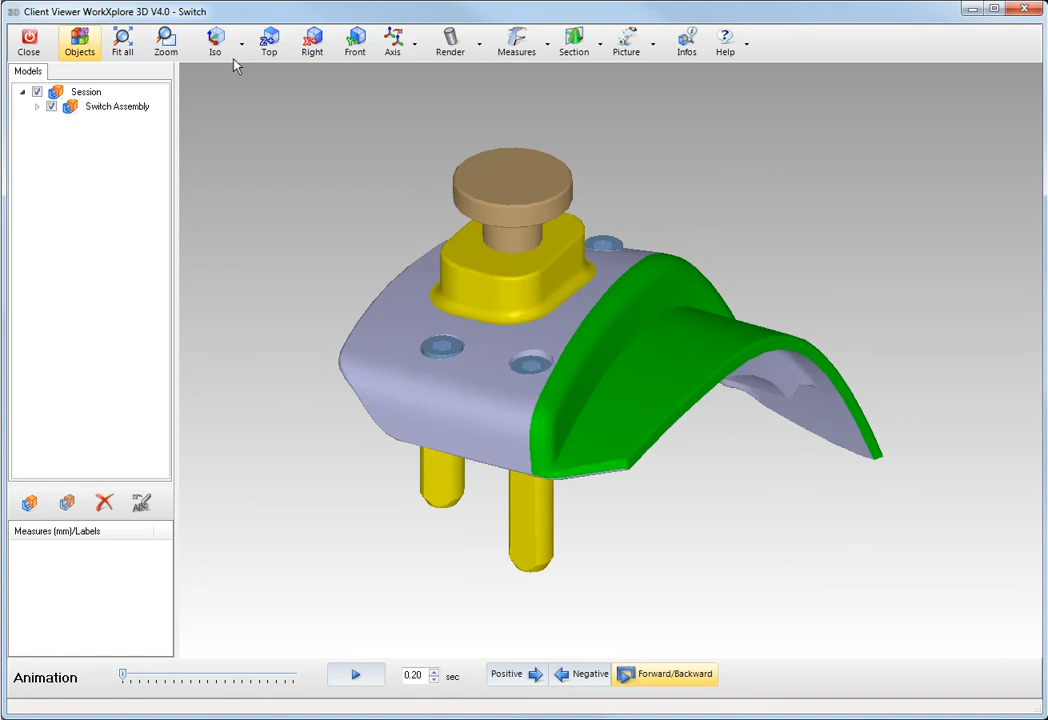 Client Viewer WorkXplore 3D V4.0 - Switch
Close Objects Fit all Zoom Iso Top Right Front Axis Render Measures Section Picture Infos Help
Models
Session
Switch Assembly
ABC
Measures (mm)/Labels
Animation 0.20 sec Positive Negative Forward/Backward